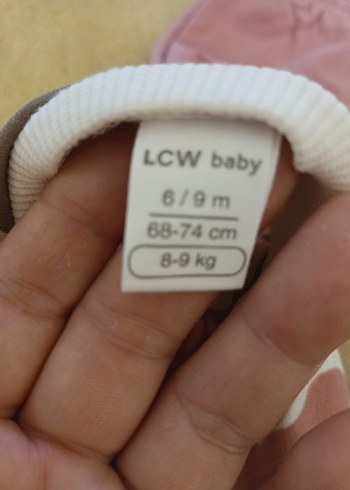 LCW baby
6 / 9 m
68-74 cm
8-9 kg